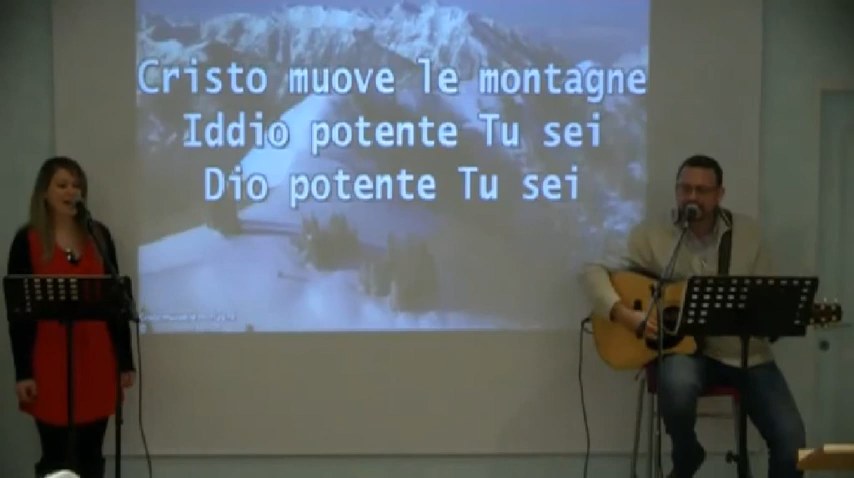 Cristo muove le montagne
Iddio potente Tu sei
Dio potente Tu sei